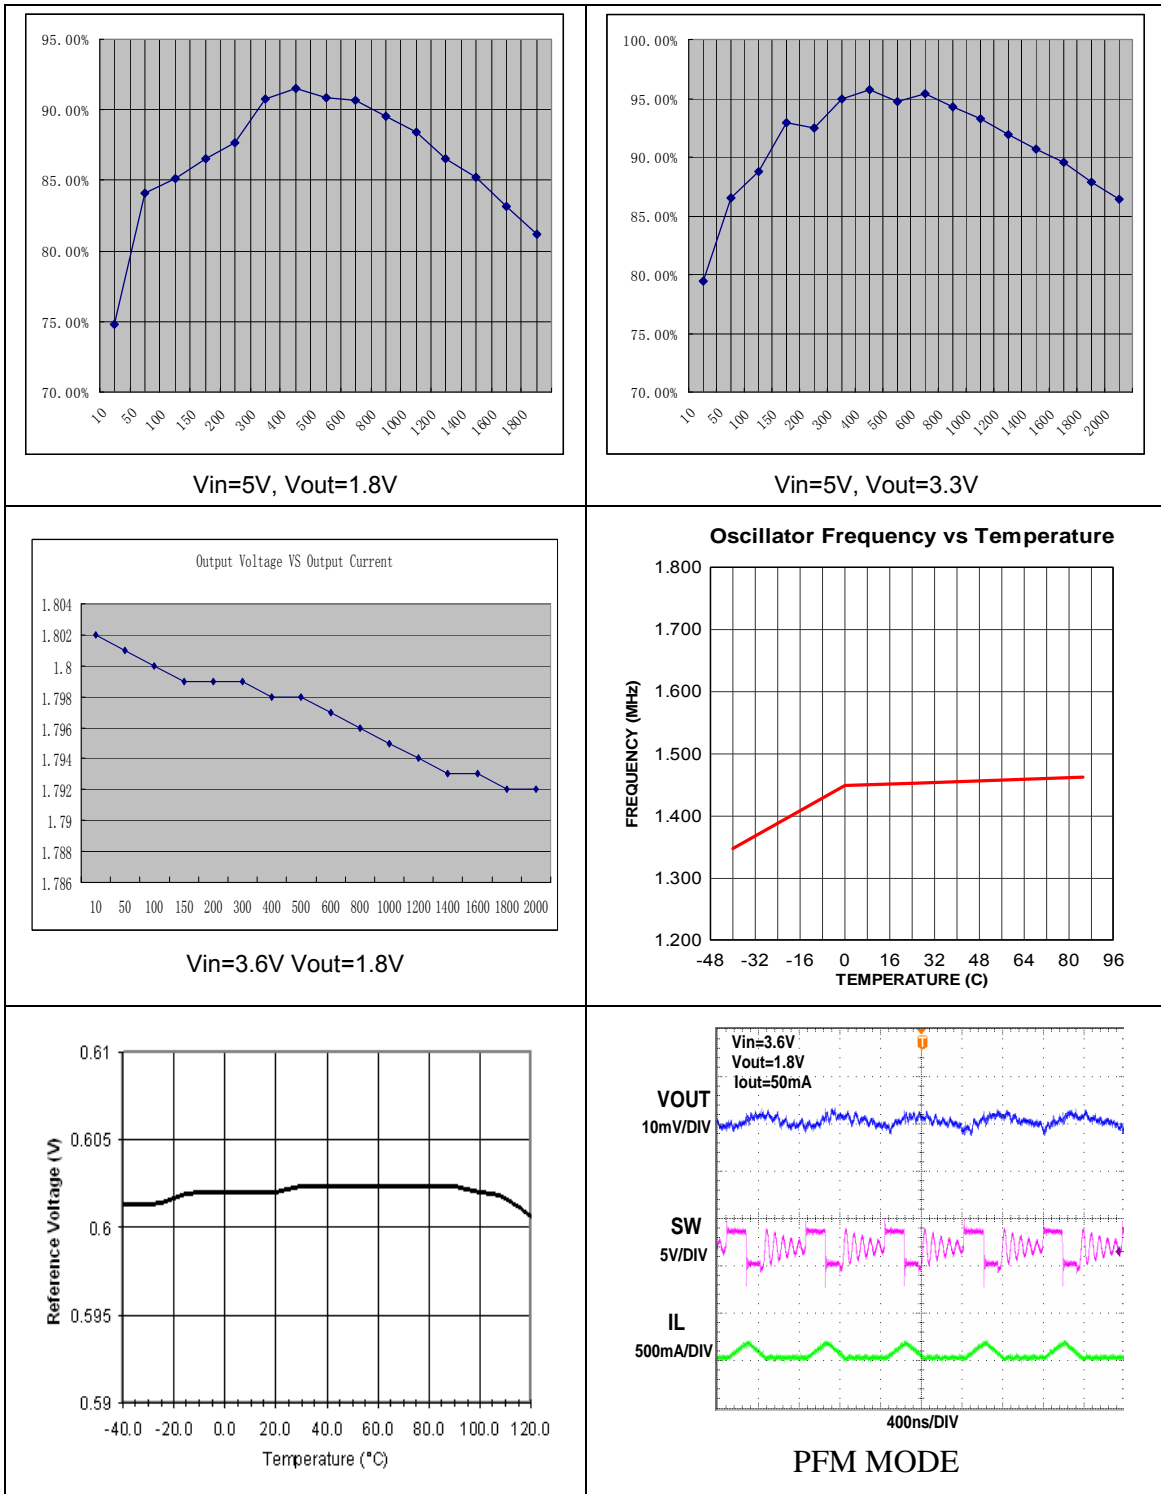 95.00%
90.00%
85.00%
80.00%
75.00%
70.00%
10 50 100 150 200 300 400 500 600 800 1000 1200 1400 1800
Vin=5V, Vout=1.8V
100.00%
95.00%
90.00%
85.00%
80.00%
75.00%
70.00%
10 50 100 150 200 300 400 500 600 800 1000 1200 1400 1600 1800 2000
Vin=5V, Vout=3.3V
Output Voltage VS Output Current
1.804
1.802
1.8
1.798
1.796
1.794
1.792
1.79
1.788
1.786
10 50 100 150 200 300 400 500 600 800 1000 1200 1400 1600 1800 2000
Vin=3.6V Vout=1.8V
Oscillator Frequency vs Temperature
FREQUENCY (MHz)
1.800
1.700
1.600
1.500
1.400
1.300
1.200
-48 -32 -16 0 16 32 48 64 80 96
TEMPERATURE (C)
Reference Voltage (V)
0.61
0.605
0.6
0.595
0.59
-40.0 -20.0 0.0 20.0 40.0 60.0 80.0 100.0 120.0
Temperature (°C)
Vin=3.6V
Vout=1.8V
Iout=50mA
T
VOUT
10mV/DIV
SW
5V/DIV
IL
500mA/DIV
400ns/DIV
PFM MODE